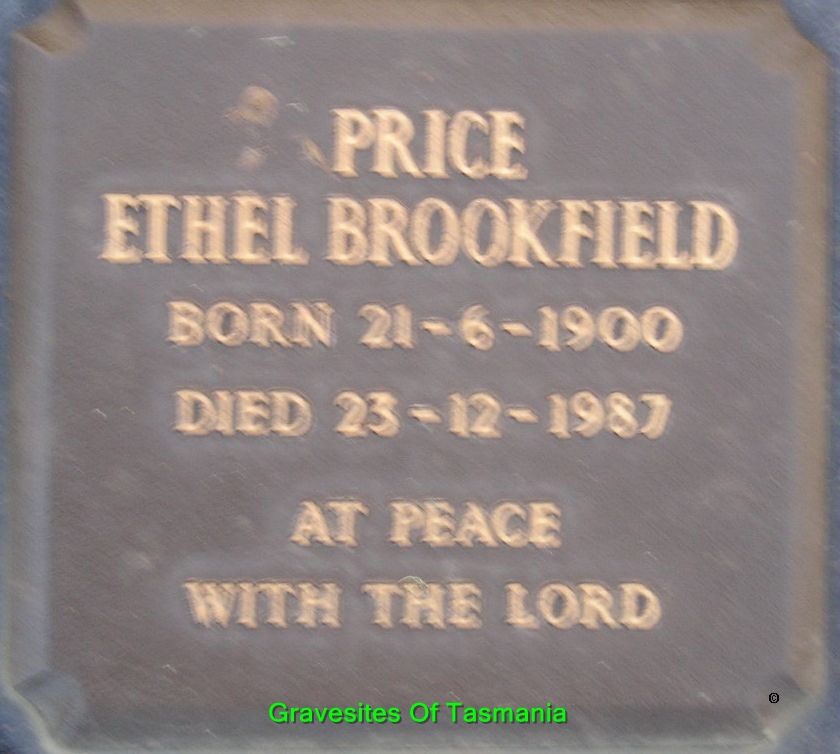 PRICE
ETHEL BROOKFIELD
BORN 21-6-1900
DIED 23-12-1987
AT PEACE
WITH THE LORD
©
Gravesites Of Tasmania